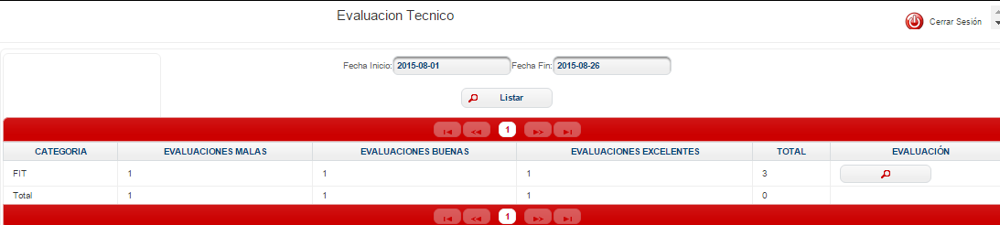 Evaluacion Tecnico
Cerrar Sesión
Fecha Inicio: 2015-08-01 Fecha Fin: 2015-08-26
Listar
1
CATEGORIA EVALUACIONES MALAS EVALUACIONES BUENAS EVALUACIONES EXCELENTES TOTAL EVALUACIÓN
FIT 1 1 1 3
Total 1 1 1 0
1